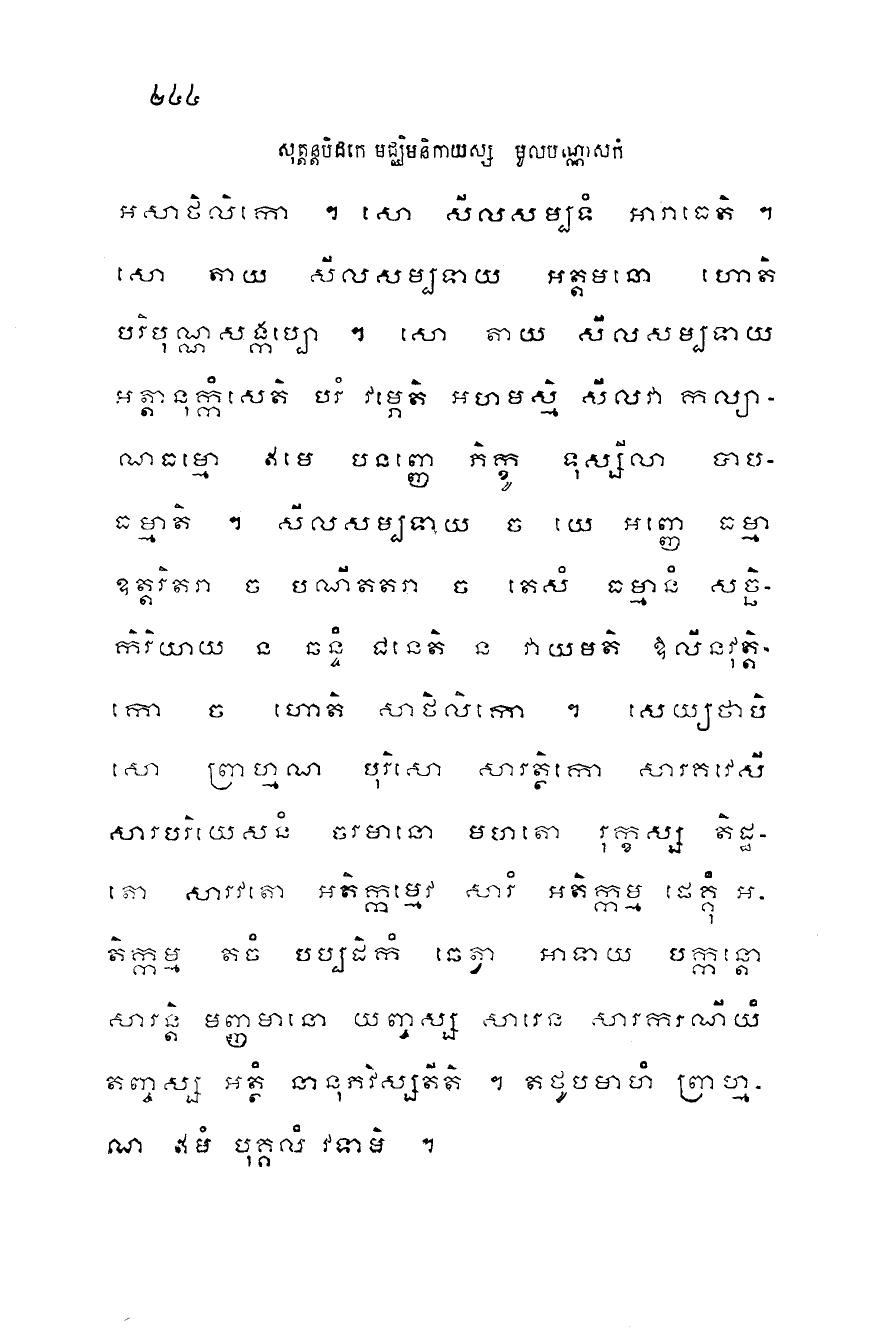 ២៤៤
សុត្តន្តបិដកេ មជ្ឈិមនិកាយស្ស មូលបណ្ណាសកំ
អសាថិលិកោ ។ សោ សីលសម្បទំ អារាធេតិ ។
សោ តាយ សីលសម្បទាយ អត្តមនោ ហោតិ
បរិបុណ្ណសង្កប្បោ ។ សោ តាយ សីលសម្បទាយ
អត្តានុក្កំសេតិ បរំ វម្ភេតិ អហមស្មិ សីលវា កល្យា-
ណធម្មោ ឥមេ បនញ្ញេ ភិក្ខូ ទុស្សីលា បាប-
ធម្មាតិ ។ សីលសម្បទាយ ច យេ អញ្ញេ ធម្មា
ឧត្តរិតរា ច បណីតតរា ច តេសំ ធម្មានំ សច្ឆិ-
កិរិយាយ ន ឆន្ទំ ជនេតិ ន វាយមតិ ឱលីនវុត្តិ-
កោ ច ហោតិ សាថិលិកោ ។ សេយ្យថាបិ
សោ ព្រាហ្មណ បុរិសោ សារត្ថិកោ សារគវេសី
សារបរិយេសនំ ចរមានោ មហតោ រុក្ខស្ស តិដ្ឋ-
តោ សារវតោ អតិក្កម្មេវ សារំ អតិក្កម្ម ផេគ្គុំ អ-
តិក្កម្ម តចំ បប្បដិកំ ឆេត្វា អាទាយ បក្កន្តោ
សារន្តិ មញ្ញមានោ យញ្ចស្ស សារេន សារករណីយំ
តញ្ចស្ស អត្ថំ នានុភវិស្សតីតិ ។ តថូបមាហំ ព្រាហ្ម-
ណ ឥមំ បុគ្គលំ វទាមិ ។